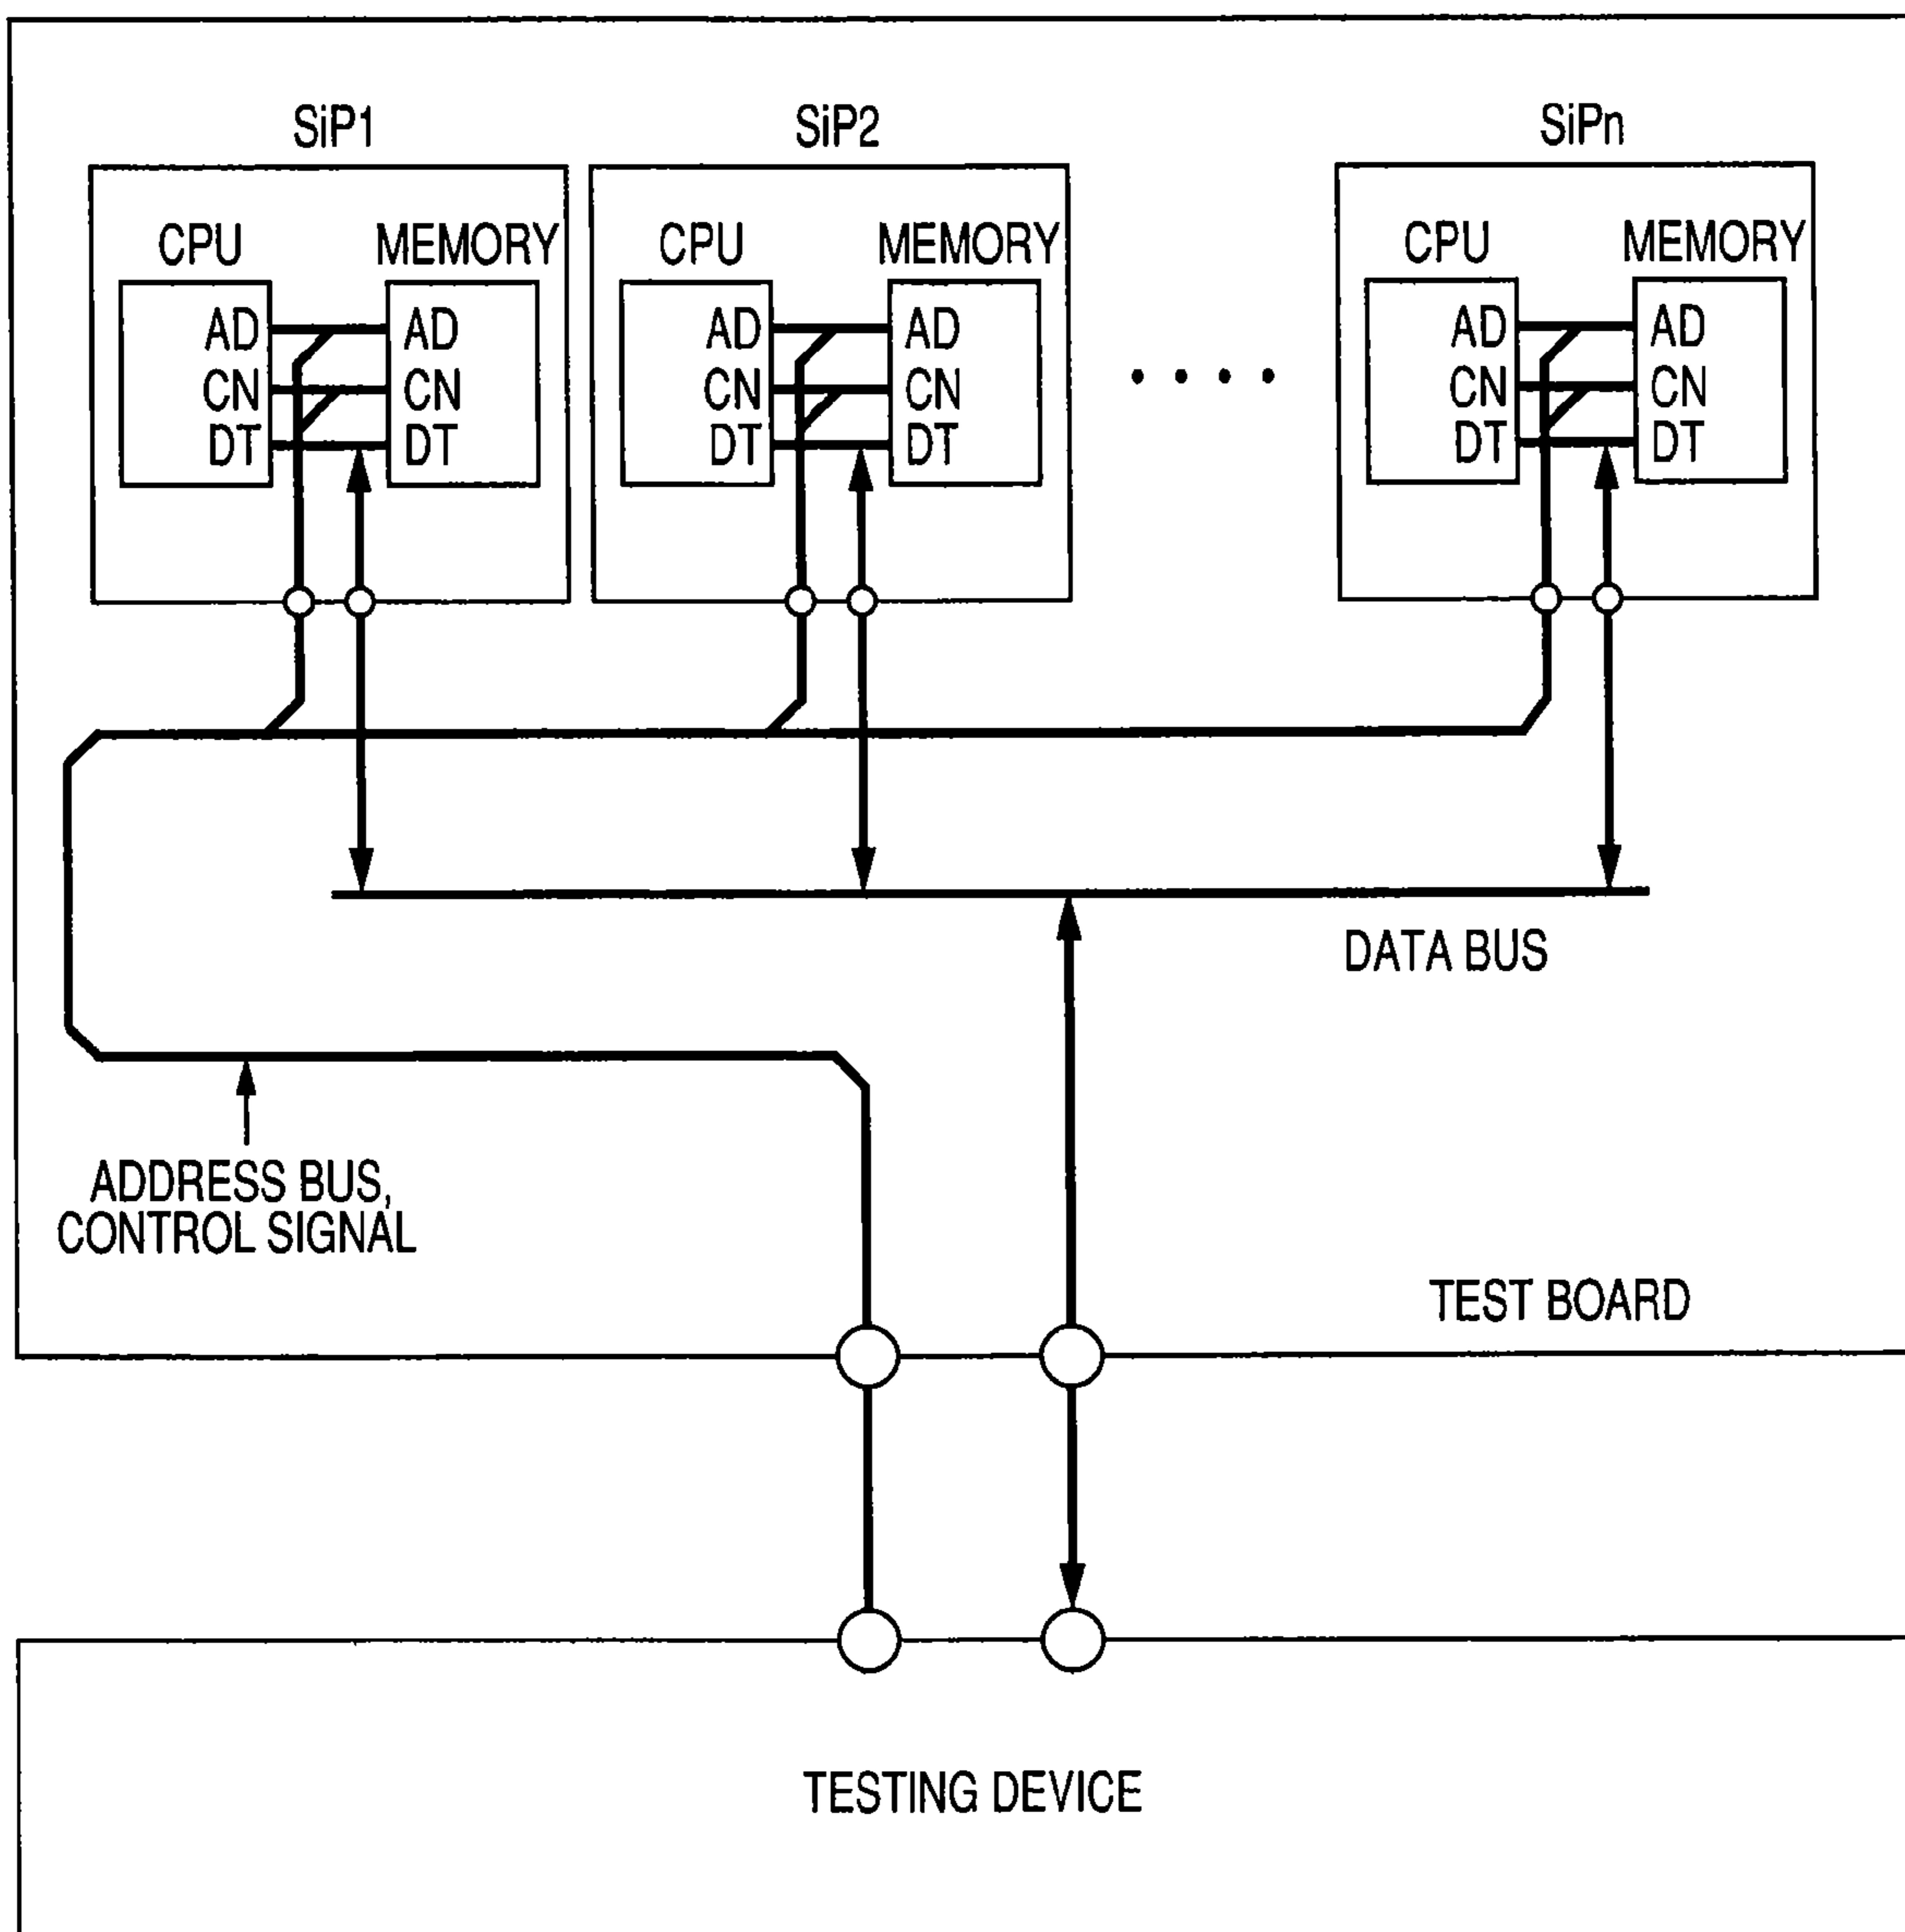 SiP1
SiP2
SiPn
CPU
MEMORY
CPU
MEMORY
CPU
MEMORY
AD
AD
AD
AD
AD
AD
CN
CN
CN
CN
CN
CN
DT
DT
DT
DT
DT
DT
DATA BUS
ADDRESS BUS,
CONTROL SIGNAL
TEST BOARD
TESTING DEVICE